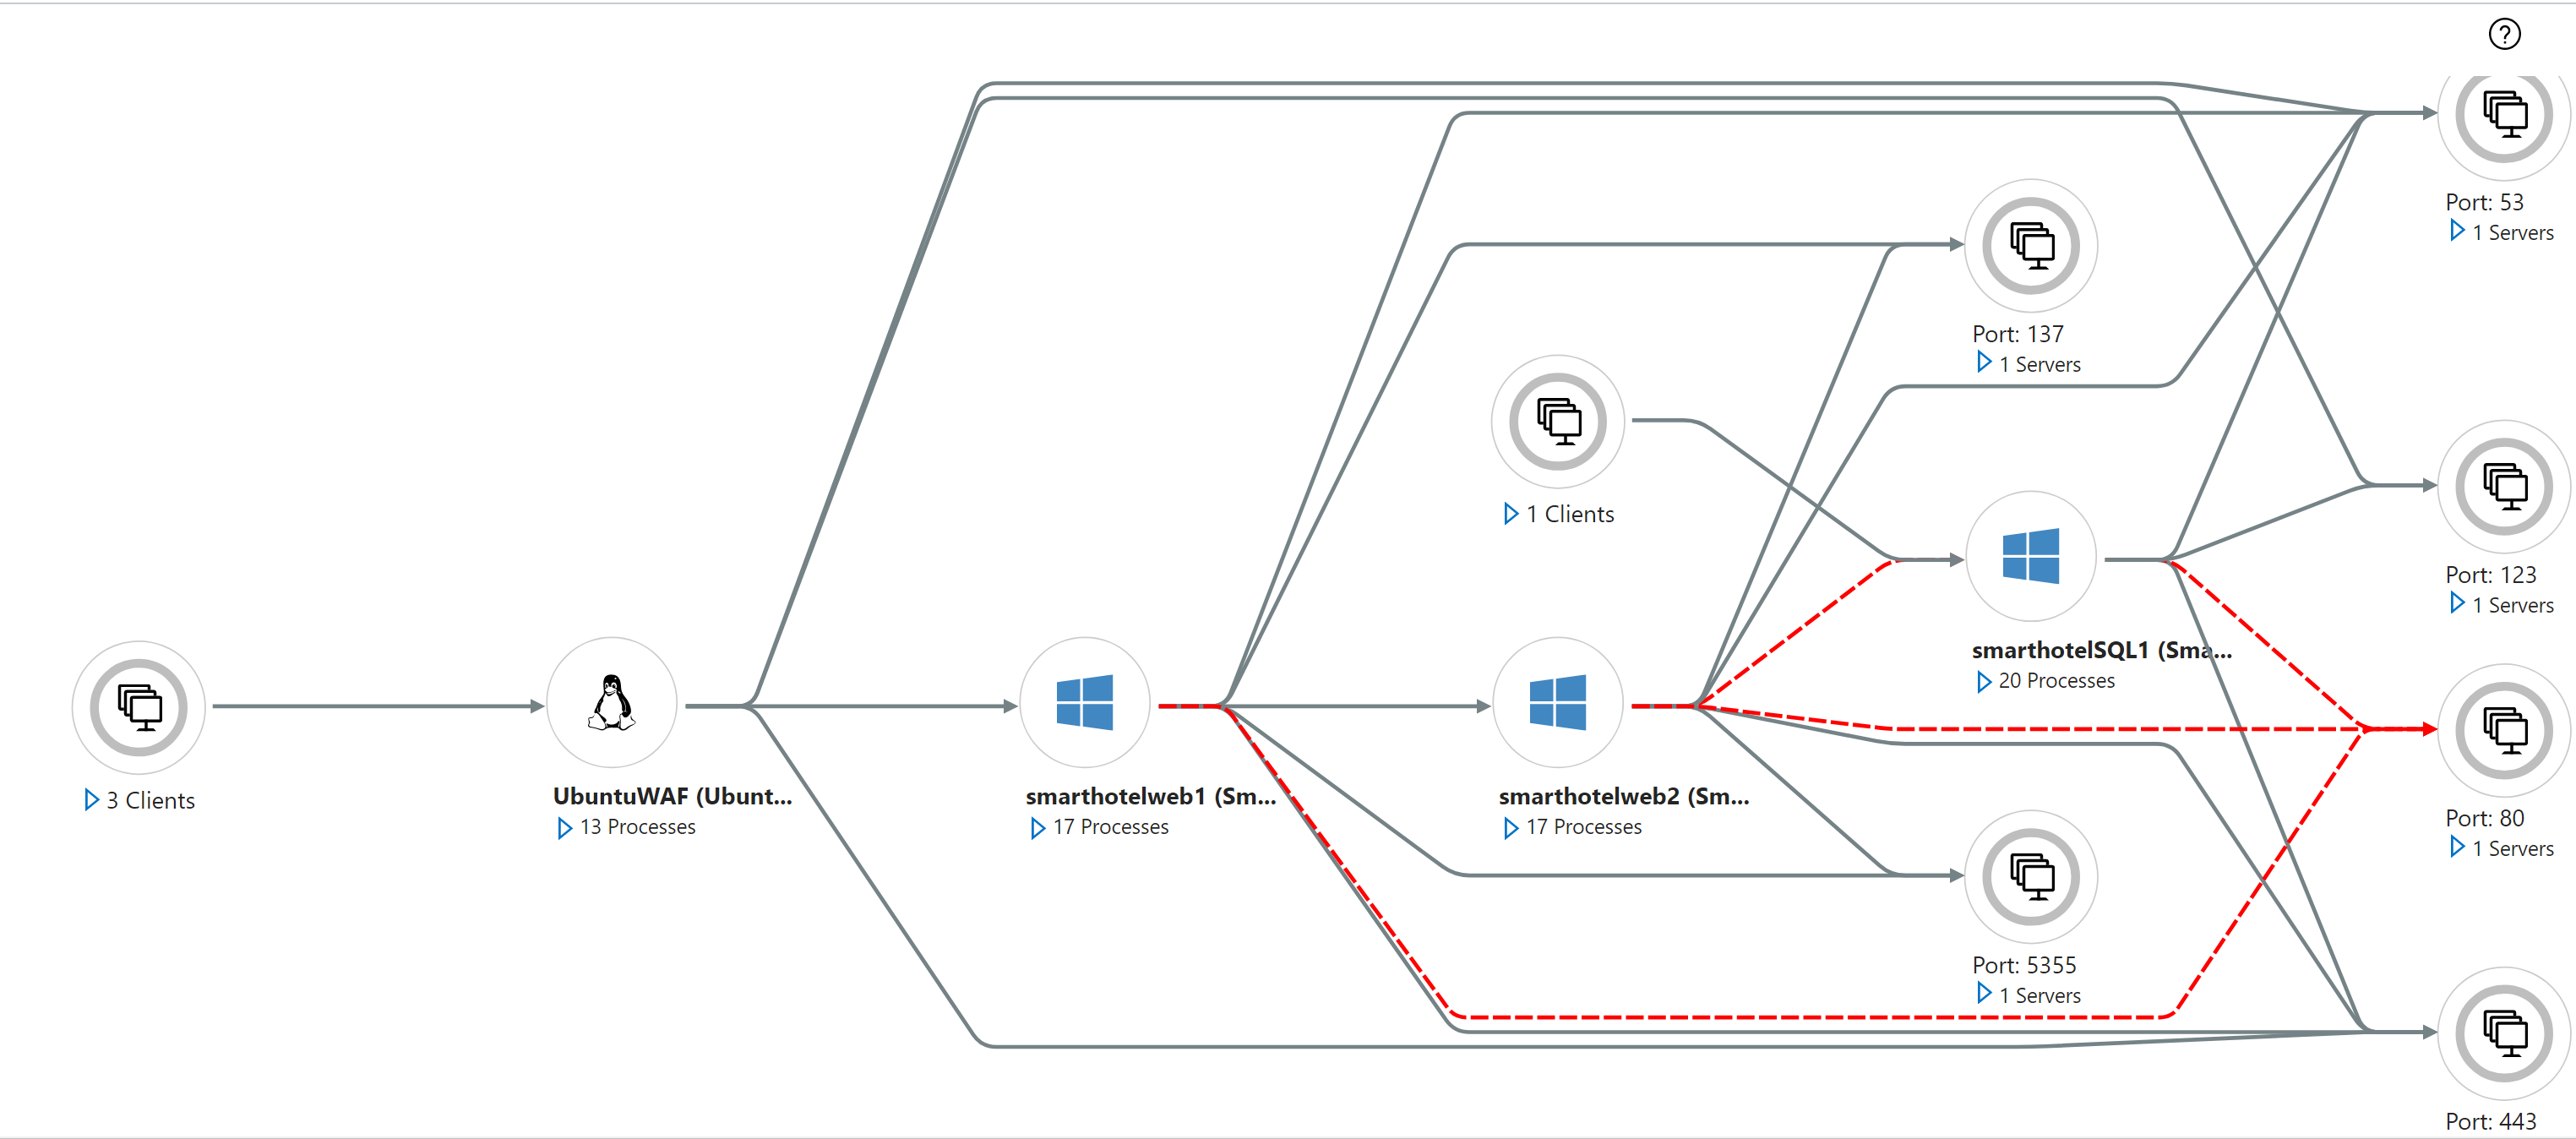 ?
Port: 53
1 Servers
Port: 137
1 Servers
1 Clients
Port: 123
1 Servers
smarthotelSQL1 (Sma...
20 Processes
3 Clients
UbuntuWAF (Ubunt...
13 Processes
smarthotelweb1 (Sm...
17 Processes
smarthotelweb2 (Sm...
17 Processes
Port: 80
1 Servers
Port: 5355
1 Servers
Port: 443